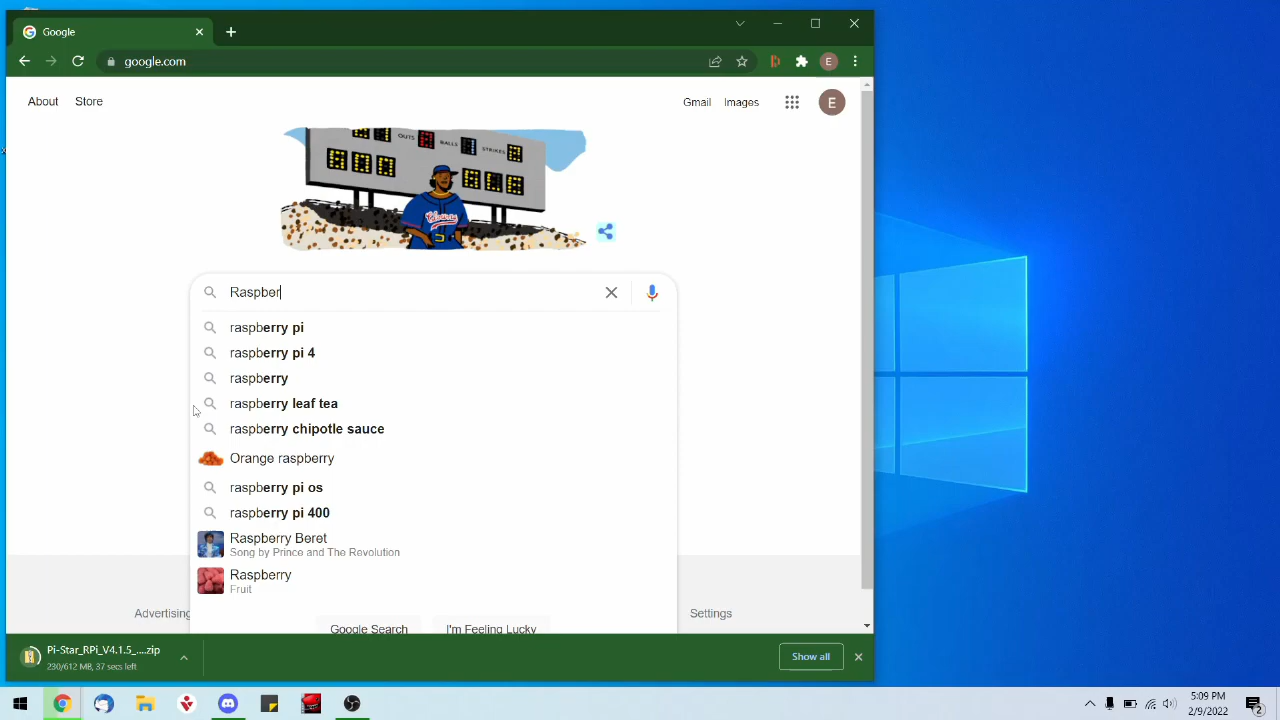 Google
google.com
E
About
Store
Gmail
Images
E
OUTS
BALLS
STRIKES
Raspber
raspberry pi
raspberry pi 4
raspberry
raspberry leaf tea
raspberry chipotle sauce
Orange raspberry
raspberry pi os
raspberry pi 400
Raspberry Beret
Song by Prince and The Revolution
Raspberry
Fruit
Advertising
Settings
Google Search
I'm Feeling Lucky
Pi-Star_RPi_V4.1.5_....zip
230/612 MB, 37 secs left
Show all
5:09 PM
2/9/2022
2